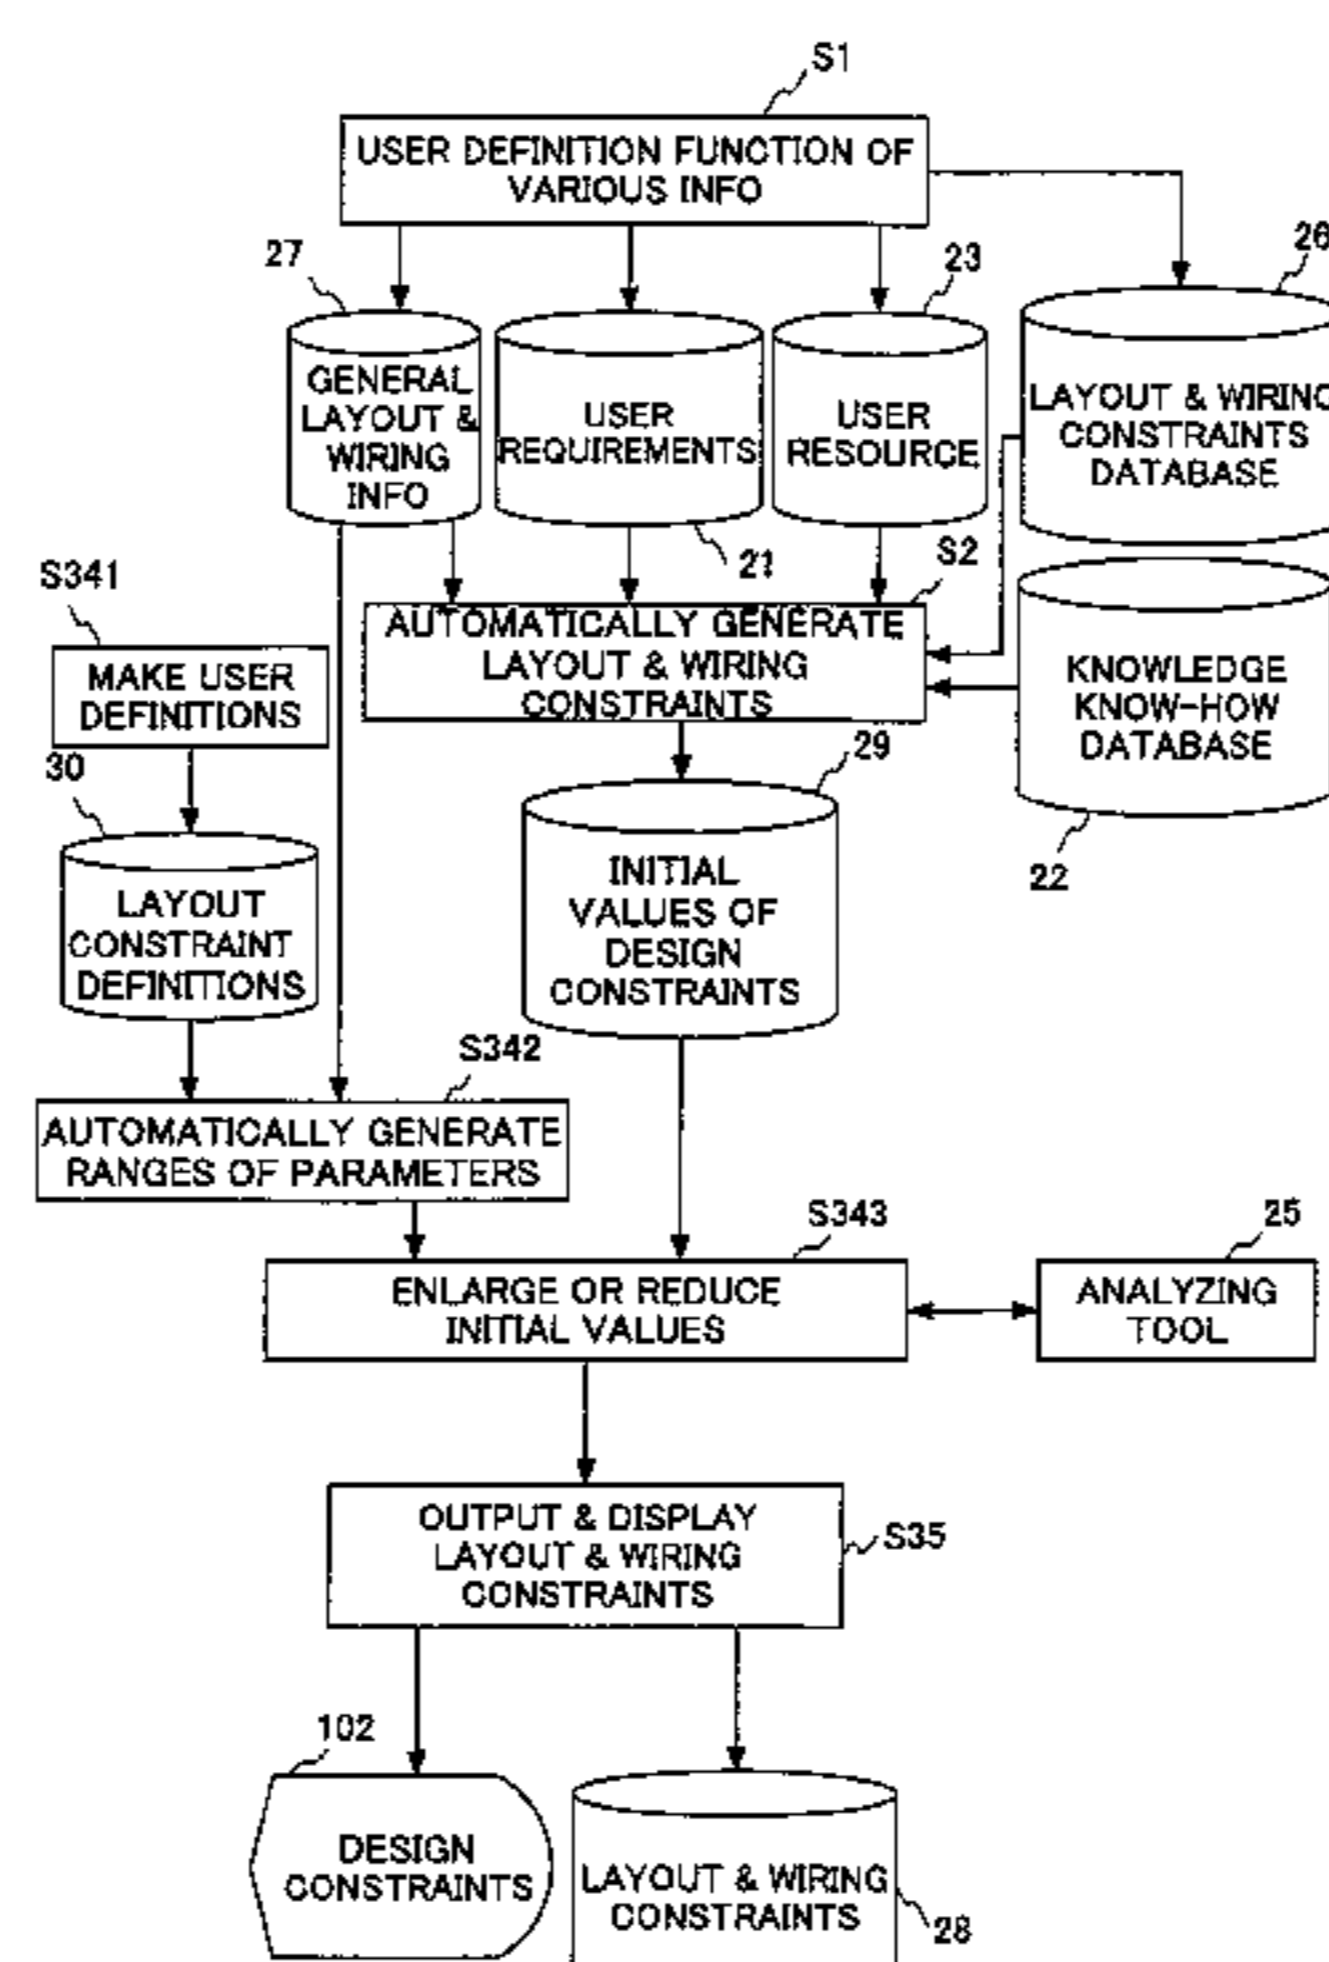 S1
USER DEFINITION FUNCTION OF
VARIOUS INFO
27
23
26
GENERAL
LAYOUT &
WIRING
INFO
USER
REQUIREMENTS
USER
RESOURCE
LAYOUT & WIRING
CONSTRAINTS
DATABASE
21
S2
S341
MAKE USER
DEFINITIONS
AUTOMATICALLY GENERATE
LAYOUT & WIRING
CONSTRAINTS
KNOWLEDGE
KNOW-HOW
DATABASE
30
29
22
LAYOUT
CONSTRAINT
DEFINITIONS
INITIAL
VALUES OF
DESIGN
CONSTRAINTS
S342
AUTOMATICALLY GENERATE
RANGES OF PARAMETERS
S343
25
ENLARGE OR REDUCE
INITIAL VALUES
ANALYZING
TOOL
OUTPUT & DISPLAY
LAYOUT & WIRING
CONSTRAINTS
S35
102
DESIGN
CONSTRAINTS
LAYOUT & WIRING
CONSTRAINTS
28